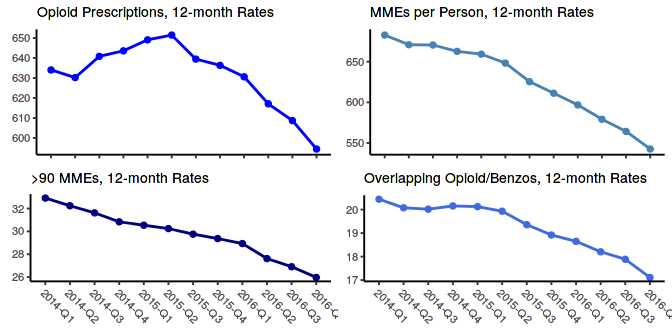 Opioid Prescriptions, 12-month Rates
650
640
630
620
610
600
MMEs per Person, 12-month Rates
650
600
550
>90 MMEs, 12-month Rates
32
30
28
26
2014-Q1
2014-Q2
2014-Q3
2014-Q4
2015-Q1
2015-Q2
2015-Q3
2015-Q4
2016-Q1
2016-Q2
2016-Q3
2016-Q
Overlapping Opioid/Benzos, 12-month Rates
20
19
18
17
2014-Q1
2014-Q2
2014-Q3
2014-Q4
2015-Q1
2015-Q2
2015-Q3
2015-Q4
2016-Q1
2016-Q2
2016-Q3
2016-Q